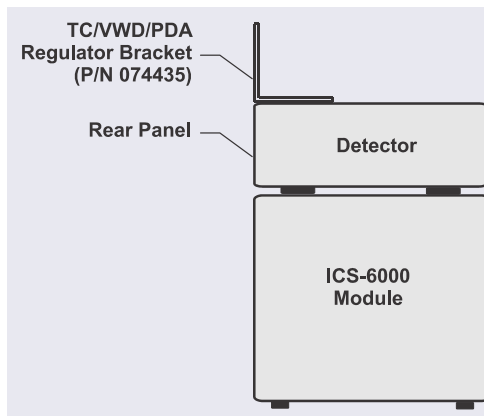 TC/VWD/PDA
Regulator Bracket
(P/N 074435)
Rear Panel
Detector
ICS-6000
Module